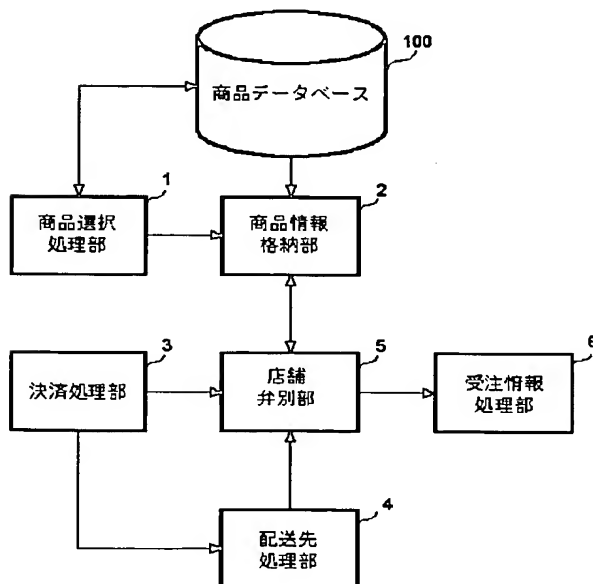 100
商品データベース
1
商品選択
処理部
2
商品情報
格納部
3
決済処理部
5
店舗
弁別部
6
受注情報
処理部
4
配送先
処理部